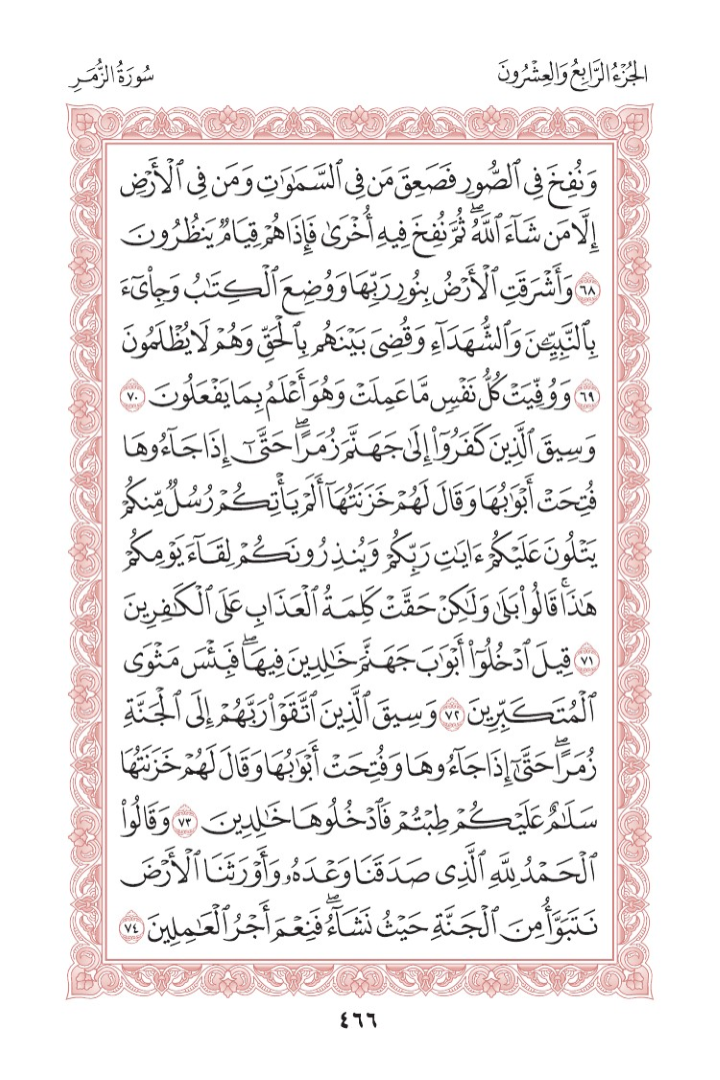 الجُزْءُ الرَّابِعُ وَالعِشْرُونَ
سُورَةُ الزُّمَرِ
وَنُفِخَ فِي ٱلصُّورِ فَصَعِقَ مَن فِي ٱلسَّمَٰوَٰتِ وَمَن فِي ٱلْأَرْضِ
إِلَّا مَن شَآءَ ٱللَّهُۖ ثُمَّ نُفِخَ فِيهِ أُخْرَىٰ فَإِذَا هُمْ قِيَامٌ يَنظُرُونَ
٦٨ وَأَشْرَقَتِ ٱلْأَرْضُ بِنُورِ رَبِّهَا وَوُضِعَ ٱلْكِتَٰبُ وَجِاْيٓءَ
بِٱلنَّبِيِّـۧنَ وَٱلشُّهَدَآءِ وَقُضِيَ بَيْنَهُم بِٱلْحَقِّ وَهُمْ لَا يُظْلَمُونَ
٦٩ وَوُفِّيَتْ كُلُّ نَفْسٍ مَّا عَمِلَتْ وَهُوَ أَعْلَمُ بِمَا يَفْعَلُونَ ٧٠
وَسِيقَ ٱلَّذِينَ كَفَرُوٓاْ إِلَىٰ جَهَنَّمَ زُمَرًاۖ حَتَّىٰٓ إِذَا جَآءُوهَا
فُتِحَتْ أَبْوَٰبُهَا وَقَالَ لَهُمْ خَزَنَتُهَآ أَلَمْ يَأْتِكُمْ رُسُلٌ مِّنكُمْ
يَتْلُونَ عَلَيْكُمْ ءَايَٰتِ رَبِّكُمْ وَيُنذِرُونَكُمْ لِقَآءَ يَوْمِكُمْ
هَٰذَاۚ قَالُواْ بَلَىٰ وَلَٰكِنْ حَقَّتْ كَلِمَةُ ٱلْعَذَابِ عَلَى ٱلْكَٰفِرِينَ
٧١ قِيلَ ٱدْخُلُوٓاْ أَبْوَٰبَ جَهَنَّمَ خَٰلِدِينَ فِيهَاۖ فَبِئْسَ مَثْوَى
ٱلْمُتَكَبِّرِينَ ٧٢ وَسِيقَ ٱلَّذِينَ ٱتَّقَوْاْ رَبَّهُمْ إِلَى ٱلْجَنَّةِ
زُمَرًاۖ حَتَّىٰٓ إِذَا جَآءُوهَا وَفُتِحَتْ أَبْوَٰبُهَا وَقَالَ لَهُمْ خَزَنَتُهَا
سَلَٰمٌ عَلَيْكُمْ طِبْتُمْ فَٱدْخُلُوهَا خَٰلِدِينَ ٧٣ وَقَالُواْ
ٱلْحَمْدُ لِلَّهِ ٱلَّذِي صَدَقَنَا وَعْدَهُۥ وَأَوْرَثَنَا ٱلْأَرْضَ
نَتَبَوَّأُ مِنَ ٱلْجَنَّةِ حَيْثُ نَشَآءُۖ فَنِعْمَ أَجْرُ ٱلْعَٰمِلِينَ ٧٤
٤٦٦